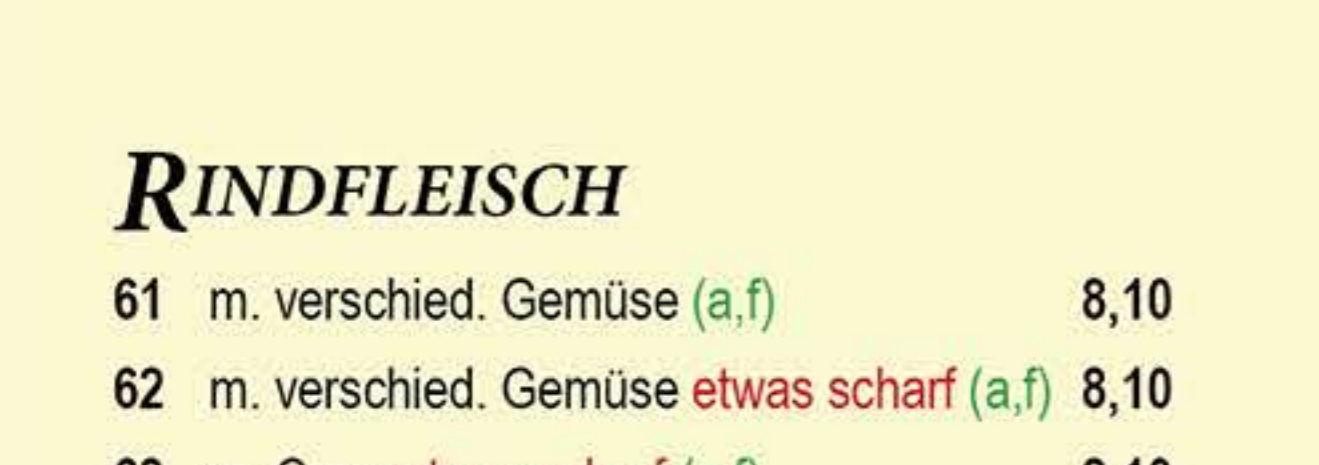 RINDFLEISCH
61 m. verschied. Gemüse (a,f) 8,10
62 m. verschied. Gemüse etwas scharf (a,f) 8,10